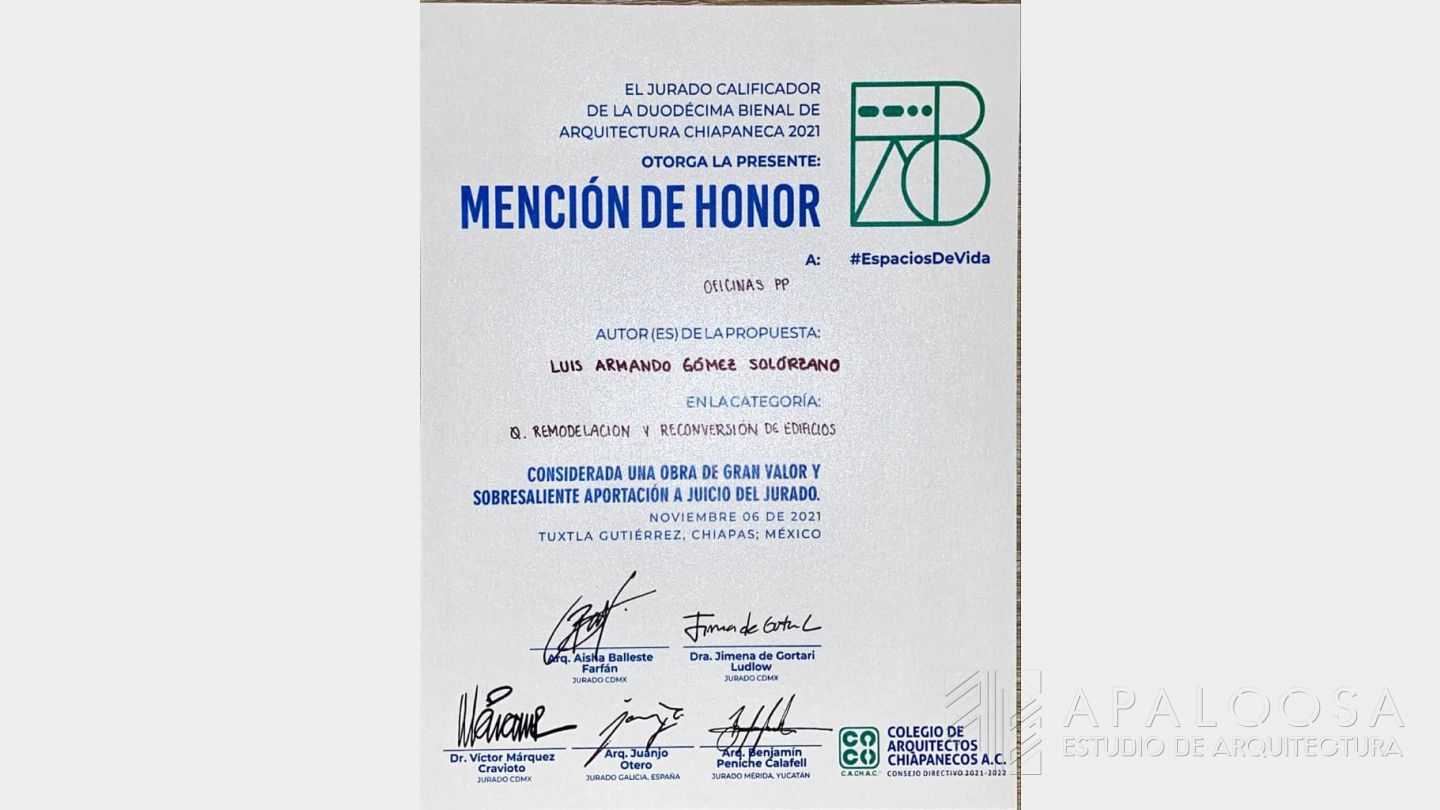 EL JURADO CALIFICADOR
DE LA DUODÉCIMA BIENAL DE
ARQUITECTURA CHIAPANECA 2021
OTORGA LA PRESENTE:
MENCIÓN DE HONOR
A:
#EspaciosDeVida
OFICINAS PP
AUTOR(ES) DE LA PROPUESTA:
LUIS ARMANDO GÓMEZ SOLÓRZANO
EN LA CATEGORÍA:
Q. REMODELACION Y RECONVERSIÓN DE EDIFICIOS
CONSIDERADA UNA OBRA DE GRAN VALOR Y
SOBRESALIENTE APORTACIÓN A JUICIO DEL JURADO.
NOVIEMBRE 06 DE 2021
TUXTLA GUTIÉRREZ, CHIAPAS; MÉXICO
Arq. Aisha Balleste
Farfán
JURADO CDMX
Dra. Jimena de Gortari
Ludlow
JURADO CDMX
Dr. Víctor Márquez
Cravioto
JURADO CDMX
Arq. Juanjo
Otero
JURADO GALICIA, ESPAÑA
Arq. Benjamín
Peniche Calafell
JURADO MÉRIDA, YUCATÁN
C.A.CH.A.C.
COLEGIO DE
ARQUITECTOS
CHIAPANECOS A.C.
CONSEJO DIRECTIVO 2021-2022
APALOOSA
ESTUDIO DE ARQUITECTURA